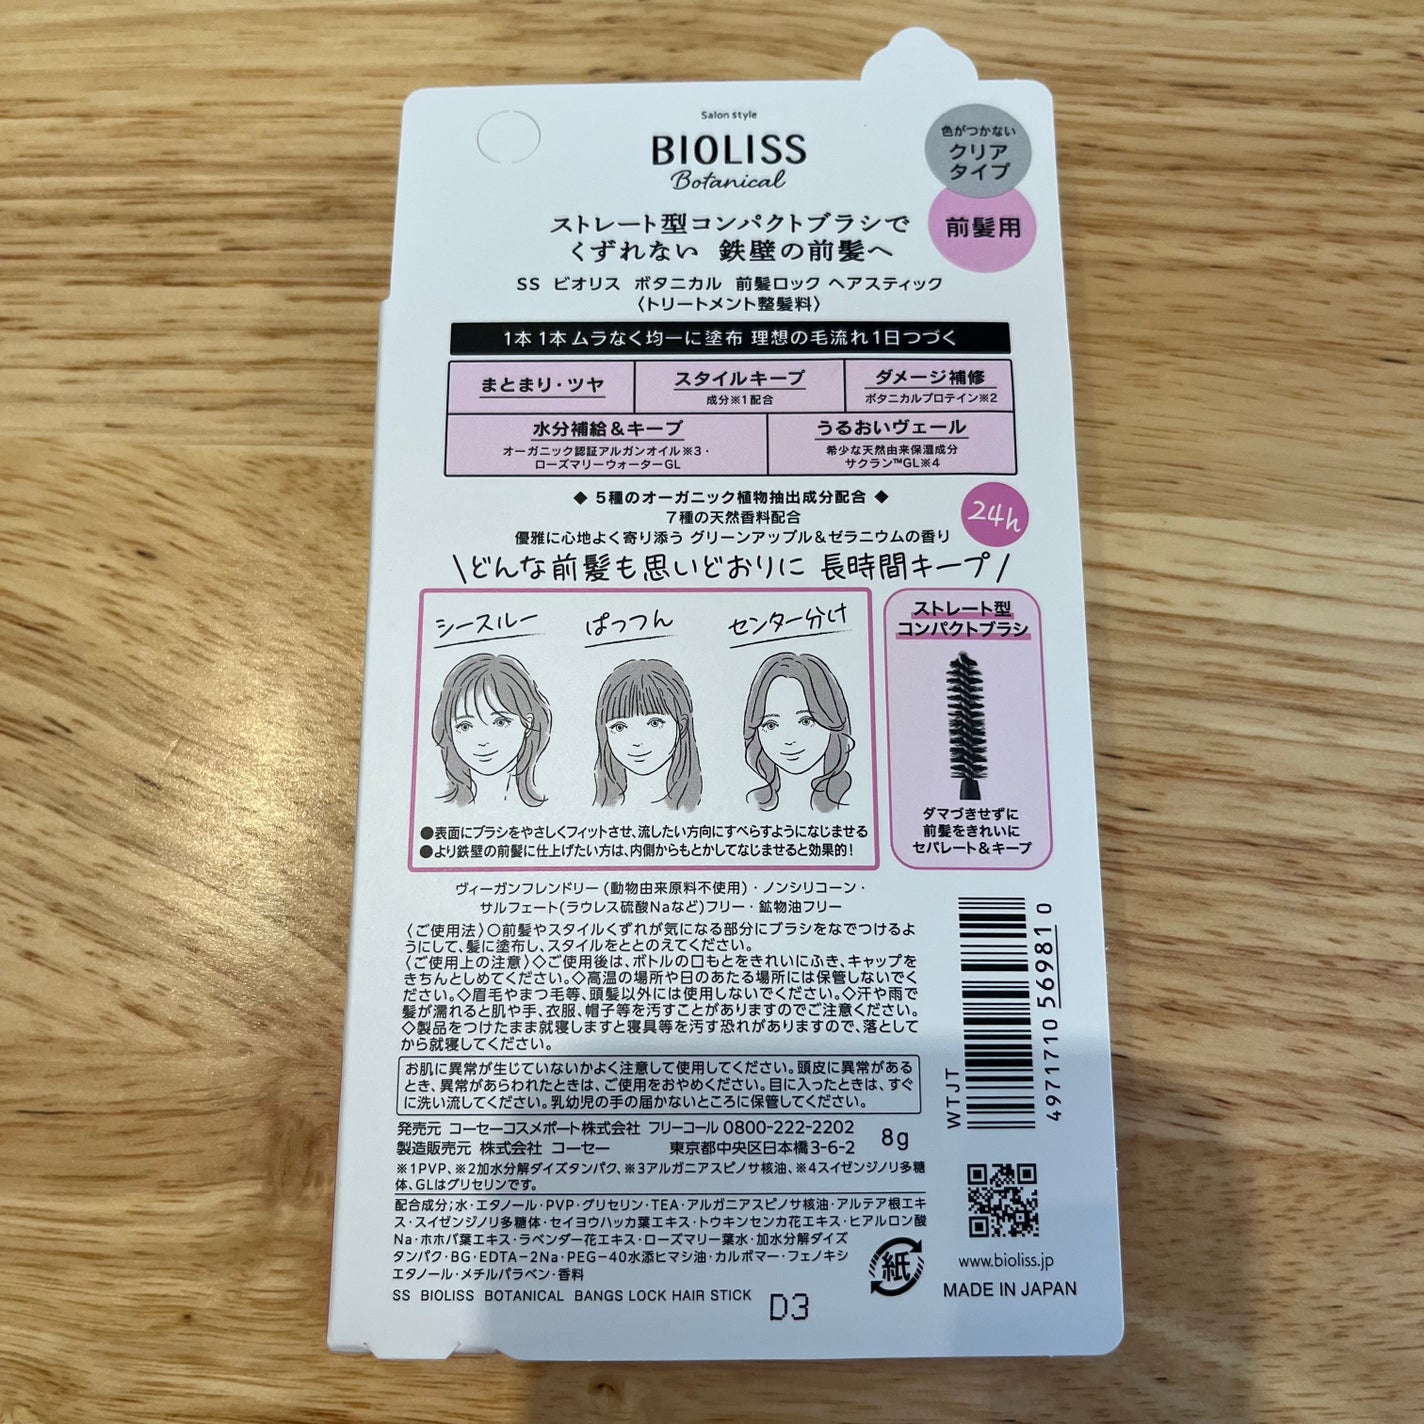 Salon style
BIOLISS
Botanical
色がつかない
クリア
タイプ
前髪用
ストレート型コンパクトブラシで
くずれない 鉄壁の前髪へ
SS ビオリス ボタニカル 前髪ロック ヘアスティック
〈トリートメント整髪料〉
1本1本ムラなく均一に塗布 理想の毛流れ1日つづく
まとまり・ツヤ
スタイルキープ
成分※1配合
ダメージ補修
ボタニカルプロテイン※2
水分補給&キープ
オーガニック認証アルガンオイル※3・
ローズマリーウォーターGL
うるおいヴェール
希少な天然由来保湿成分
サクラン™GL※4
◆ 5種のオーガニック植物抽出成分配合 ◆
7種の天然香料配合
優雅に心地よく寄り添う グリーンアップル&ゼラニウムの香り
24h
\どんな前髪も思いどおりに 長時間キープ/
シースルー
ぱっつん
センター分け
●表面にブラシをやさしくフィットさせ、流したい方向にすべらすようになじませる
●より鉄壁の前髪に仕上げたい方は、内側からもとかしてなじませると効果的!
ストレート型
コンパクトブラシ
ダマづきせずに
前髪をきれいに
セパレート&キープ
ヴィーガンフレンドリー(動物由来原料不使用)・ノンシリコーン・
サルフェート(ラウレス硫酸Naなど)フリー・鉱物油フリー
〈ご使用法〉○前髪やスタイルくずれが気になる部分にブラシをなでつけるよ
うにして、髪に塗布し、スタイルをととのえてください。
〈ご使用上の注意〉◇ご使用後は、ボトルの口もとをきれいにふき、キャップを
きちんとしめてください。◇高温の場所や日のあたる場所には保管しないでく
ださい。◇眉毛やまつ毛等、頭髪以外には使用しないでください。◇汗や雨で
髪が濡れると肌や手、衣服、帽子等を汚すことがありますのでご注意ください。
◇製品をつけたまま就寝しますと寝具等を汚す恐れがありますので、落として
から就寝してください。
お肌に異常が生じていないかよく注意して使用してください。頭皮に異常がある
とき、異常があらわれたときは、ご使用をおやめください。目に入ったときは、すぐ
に洗い流してください。乳幼児の手の届かないところに保管してください。
発売元 コーセーコスメポート株式会社 フリーコール 0800-222-2202
製造販売元 株式会社 コーセー 東京都中央区日本橋3-6-2
8g
※1PVP、※2加水分解ダイズタンパク、※3アルガニアスピノサ核油、※4スイゼンジノリ多糖
体、GLはグリセリンです。
配合成分;水・エタノール・PVP・グリセリン・TEA・アルガニアスピノサ核油・アルテア根エキ
ス・スイゼンジノリ多糖体・セイヨウハッカ葉エキス・トウキンセンカ花エキス・ヒアルロン酸
Na・ホホバ葉エキス・ラベンダー花エキス・ローズマリー葉水・加水分解ダイズ
タンパク・BG・EDTA-2Na・PEG-40水添ヒマシ油・カルボマー・フェノキシ
エタノール・メチルパラベン・香料
SS BIOLISS BOTANICAL BANGS LOCK HAIR STICK
D3
WTJT
4971710 569810
紙
www.bioliss.jp
MADE IN JAPAN